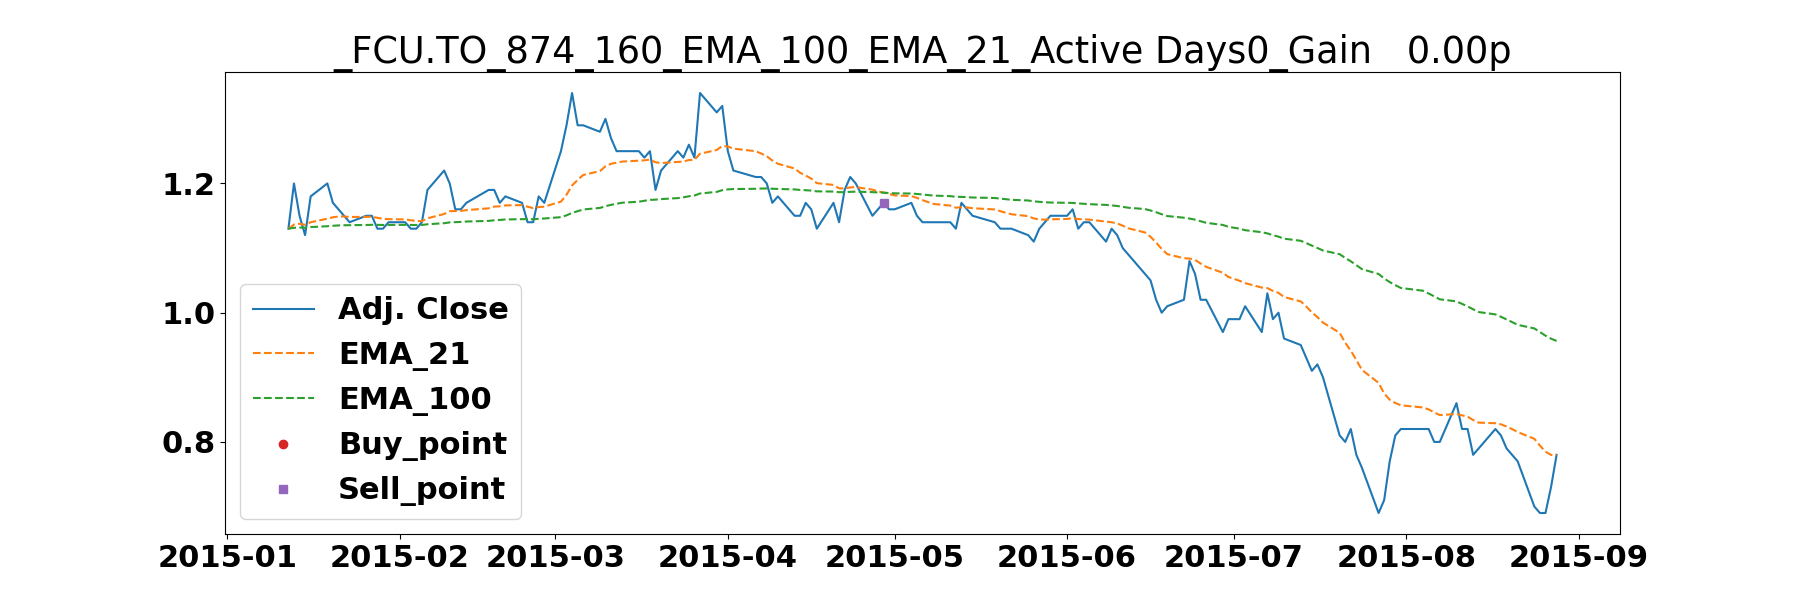 _FCU.TO_874_160_EMA_100_EMA_21_Active Days0_Gain   0.00p
1.2
1.0
0.8
Adj. Close
EMA_21
EMA_100
Buy_point
Sell_point
2015-01 2015-02 2015-03 2015-04 2015-05 2015-06 2015-07 2015-08 2015-09